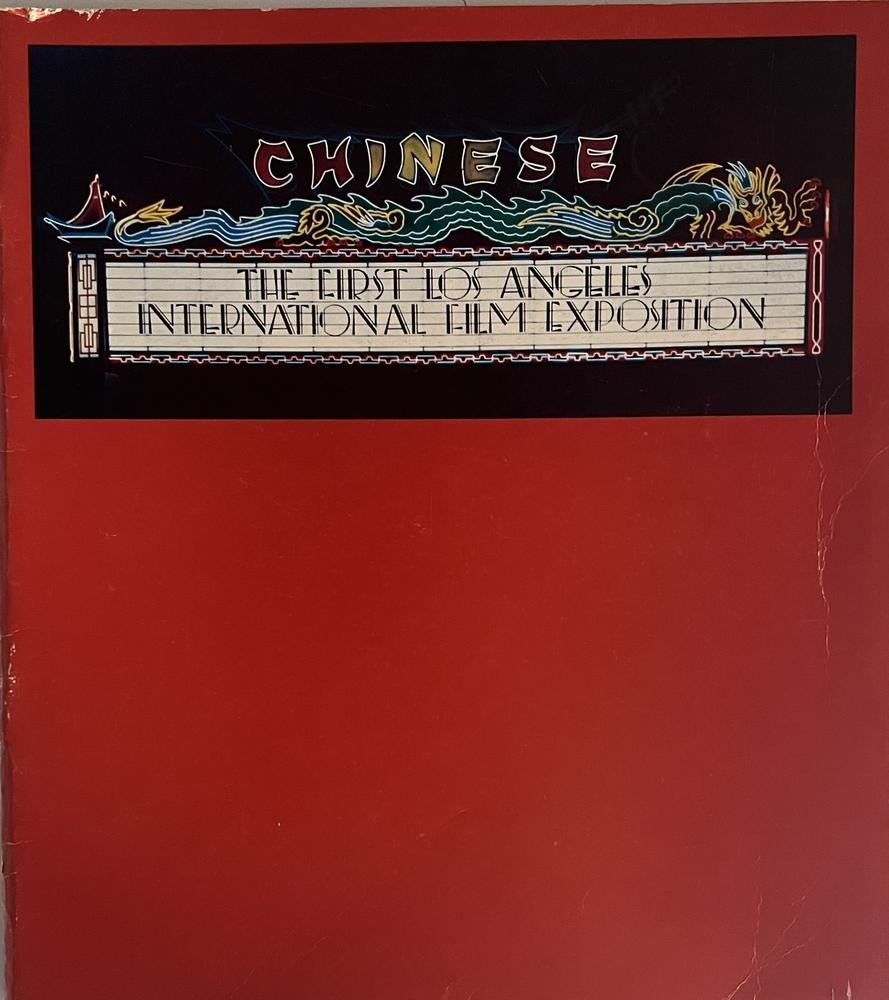 CHINESE
THE FIRST LOS ANGELES
INTERNATIONAL FILM EXPOSITION